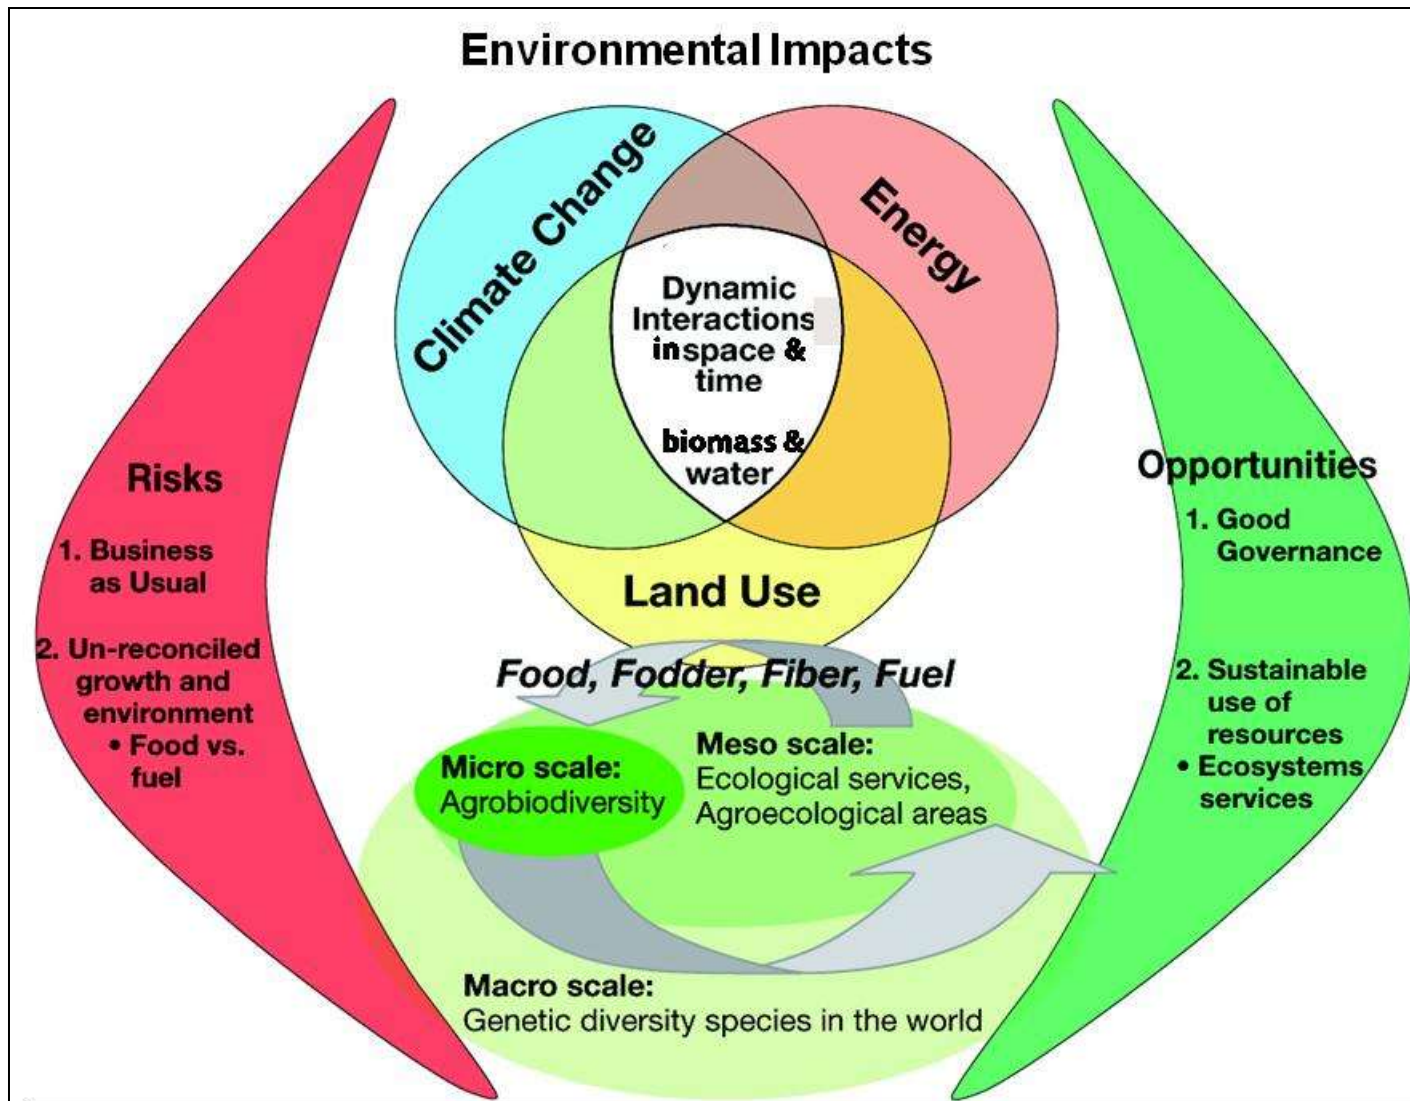 Environmental Impacts
Climate Change
Energy
Dynamic
Interactions
in space &
time
biomass &
water
Land Use
Risks
1. Business
as Usual
2. Un-reconciled
growth and
environment
• Food vs.
fuel
Opportunities
1. Good
Governance
2. Sustainable
use of
resources
• Ecosystems
services
Food, Fodder, Fiber, Fuel
Micro scale:
Agrobiodiversity
Meso scale:
Ecological services,
Agroecological areas
Macro scale:
Genetic diversity species in the world